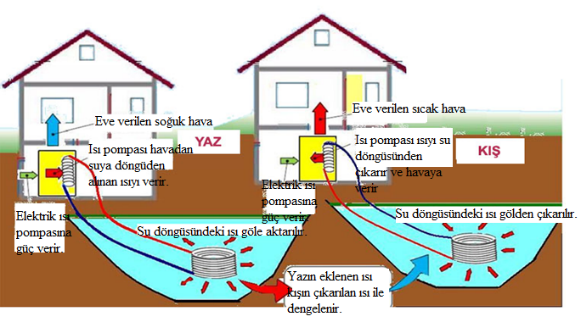 Eve verilen soğuk hava
YAZ
Isı pompası havadan
suya döngüden
alınan ısıyı verir.
Elektrik ısı
pompasına
güç verir
Su döngüsündeki ısı göle aktarılır.
Eve verilen sıcak hava
KIŞ
Isı pompası ısıyı su
döngüsünden
çıkarır ve havaya
verir
Elektrik ısı
pompasına
güç verir
Su döngüsündeki ısı gölden çıkarılır.
Yazın eklenen ısı
kışın çıkarılan ısı ile
dengelenir.